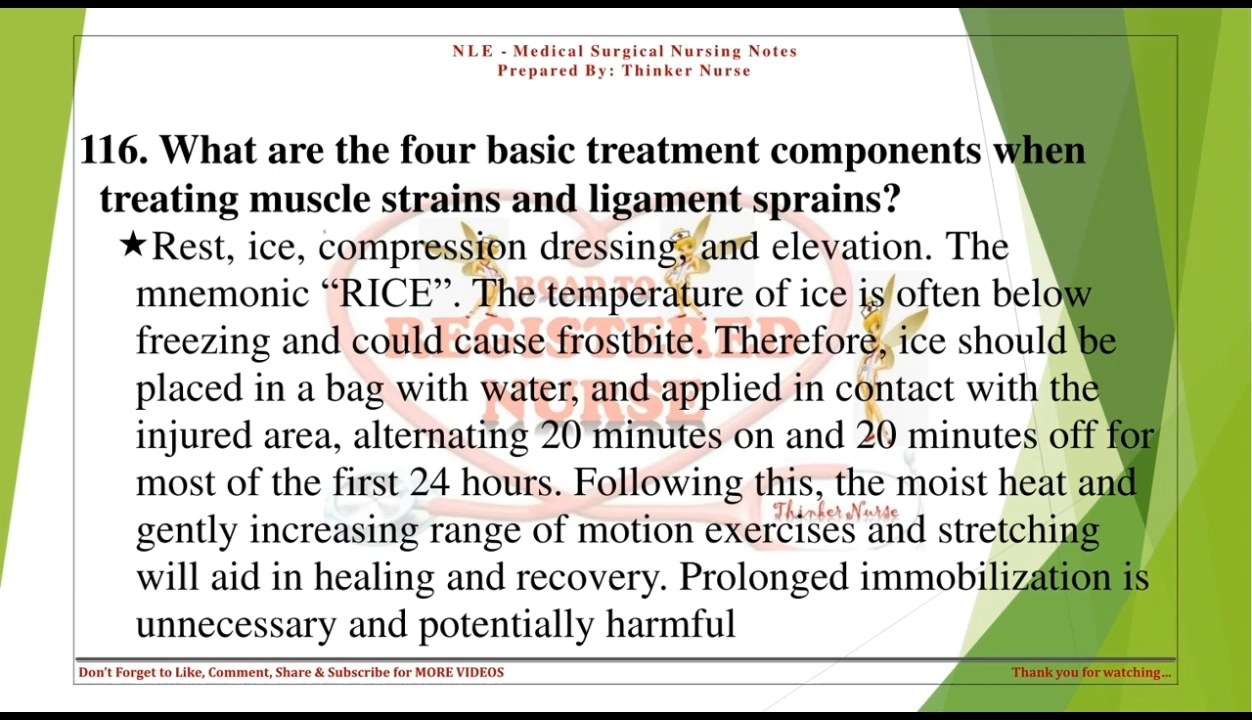 NLE - Medical Surgical Nursing Notes
Prepared By: Thinker Nurse
116. What are the four basic treatment components when
treating muscle strains and ligament sprains?
★Rest, ice, compression dressing, and elevation. The
mnemonic “RICE”. The temperature of ice is often below
freezing and could cause frostbite. Therefore, ice should be
placed in a bag with water, and applied in contact with the
injured area, alternating 20 minutes on and 20 minutes off for
most of the first 24 hours. Following this, the moist heat and
gently increasing range of motion exercises and stretching
will aid in healing and recovery. Prolonged immobilization is
unnecessary and potentially harmful
ROAD TO
REGISTERED
NURSE
Thinker Nurse
Don't Forget to Like, Comment, Share & Subscribe for MORE VIDEOS
Thank you for watching...